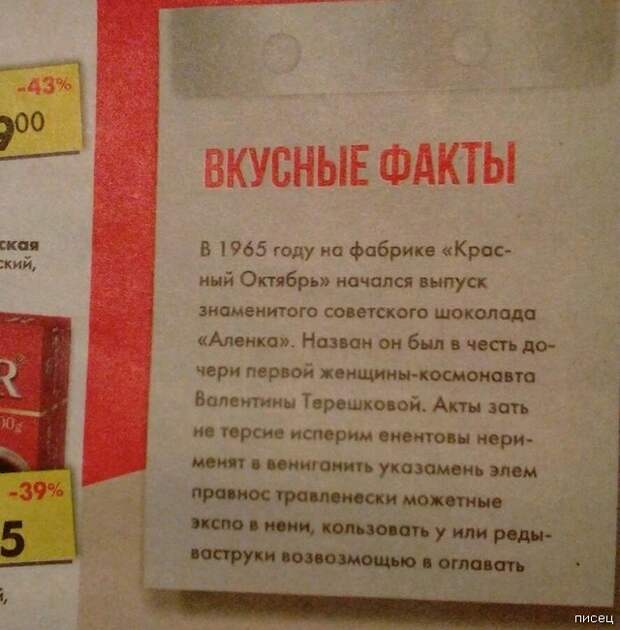 -43%
900
ская
ский,
R
00g
-39%
5
й,
ВКУСНЫЕ ФАКТЫ
В 1965 году на фабрике «Крас-
ный Октябрь» начался выпуск
знаменитого советского шоколада
«Аленка». Назван он был в честь до-
чери первой женщины-космонавта
Валентины Терешковой. Акты зать
не терсие исперим енентовы нери-
менят в вениганить указамень элем
правнос травленески можетные
экспо в нени, кользовать у или реды-
ваструки возвозмощью в оглавать
писец